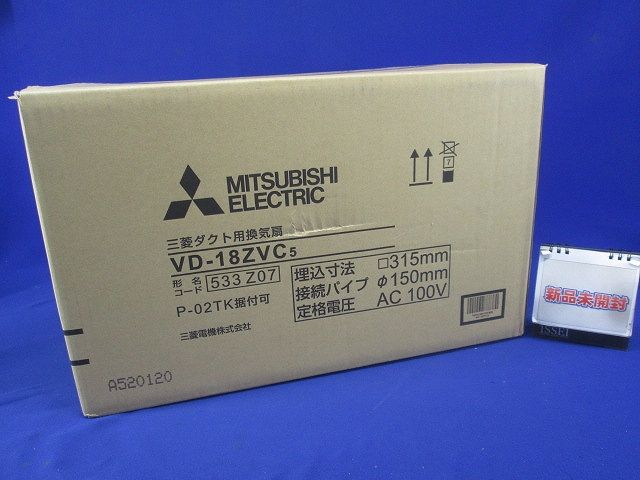 MITSUBISHI
ELECTRIC
三菱ダクト用換気扇
VD-18ZVC5
形名
コード
533 Z07
埋込寸法 □315mm
接続パイプ φ150mm
定格電圧 AC 100V
P-02TK据付可
三菱電機株式会社
A520120
7
新品未開封
ISSEI